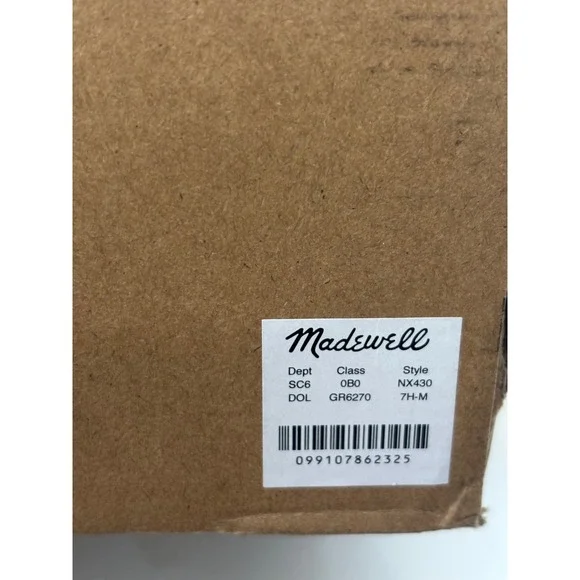 Madewell
Dept Class Style
SC6 0B0 NX430
DOL GR6270 7H-M
099107862325